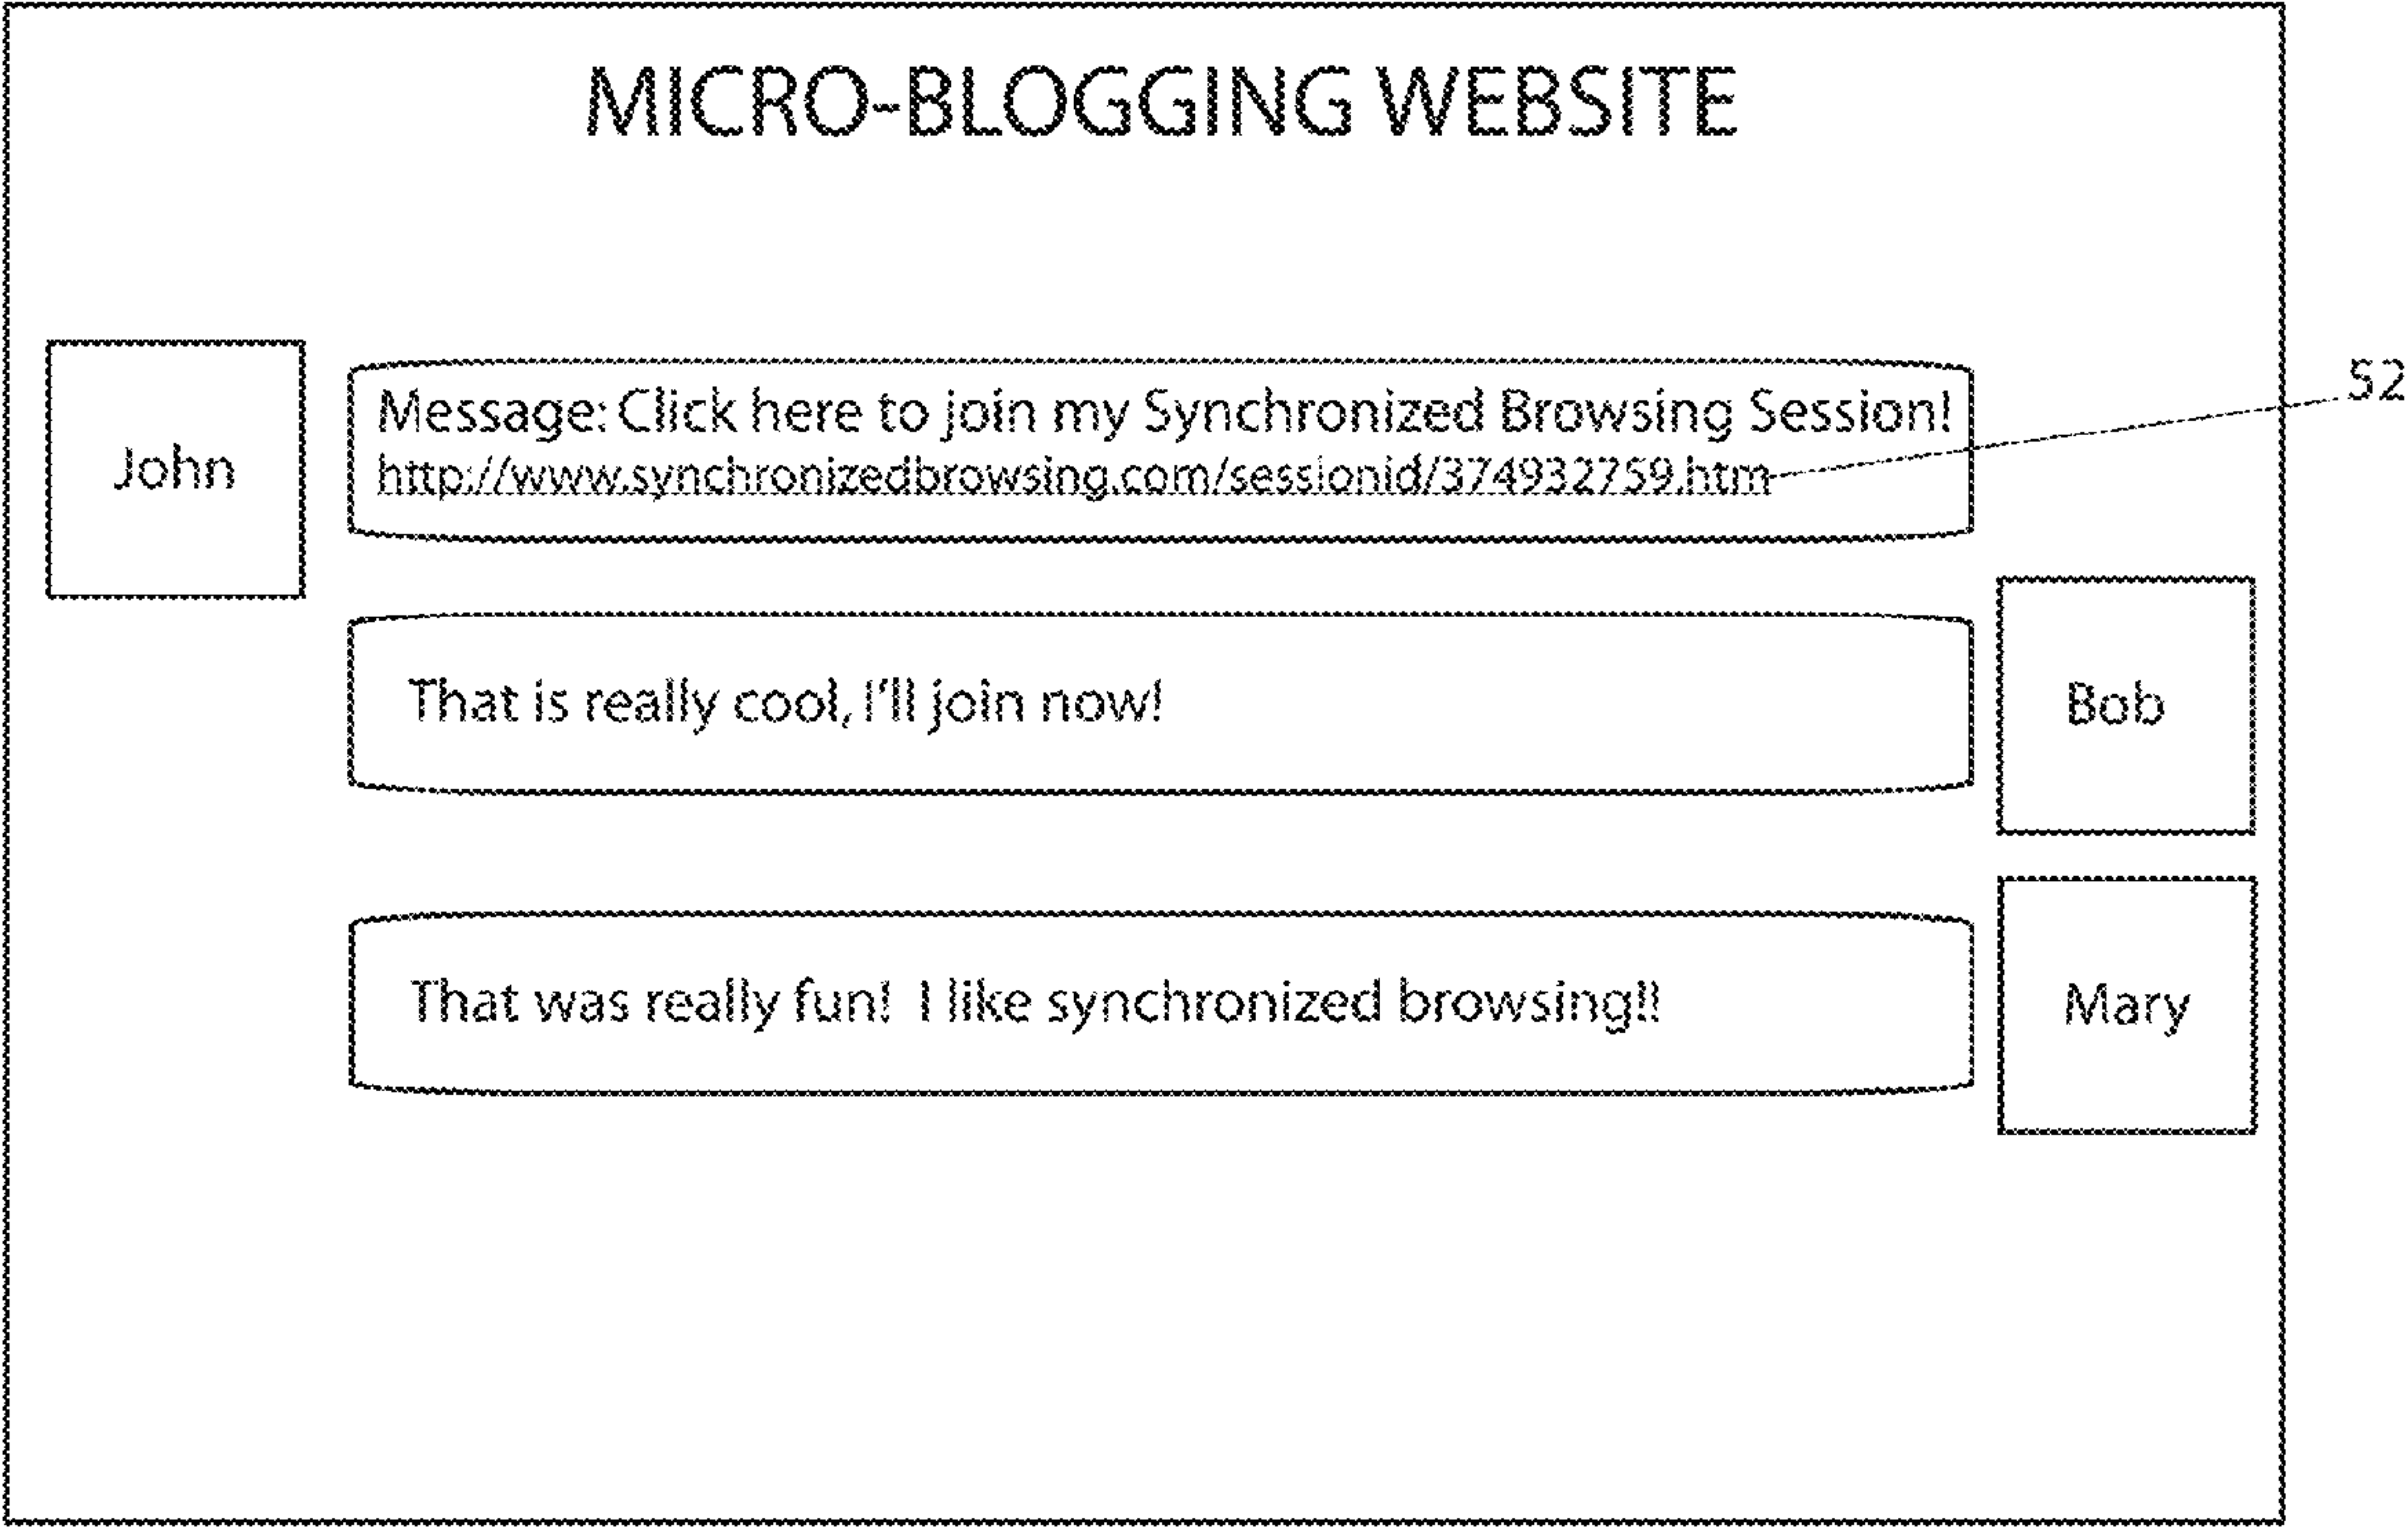 MICRO-BLOGGING WEBSITE
John
Message: Click here to join my Synchronized Browsing Session!
http://www.synchronizedbrowsing.com/sessionid/374932759.htm
52
That is really cool, I'll join now!
Bob
That was really fun! I like synchronized browsing!!
Mary